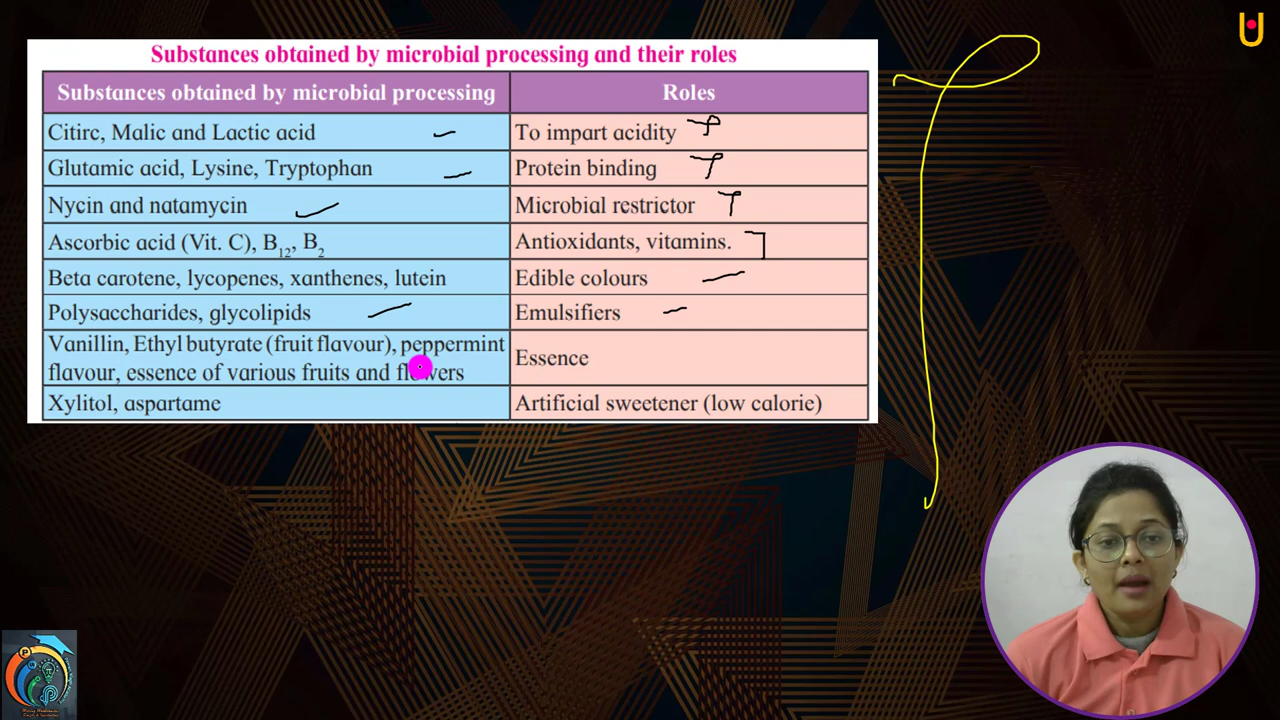 Substances obtained by microbial processing and their roles
Substances obtained by microbial processing Roles
Citirc, Malic and Lactic acid To impart acidity
Glutamic acid, Lysine, Tryptophan Protein binding
Nycin and natamycin Microbial restrictor
Ascorbic acid (Vit. C), B12, B2 Antioxidants, vitamins.
Beta carotene, lycopenes, xanthenes, lutein Edible colours
Polysaccharides, glycolipids Emulsifiers
Vanillin, Ethyl butyrate (fruit flavour), peppermint
flavour, essence of various fruits and flowers Essence
Xylitol, aspartame Artificial sweetener (low calorie)